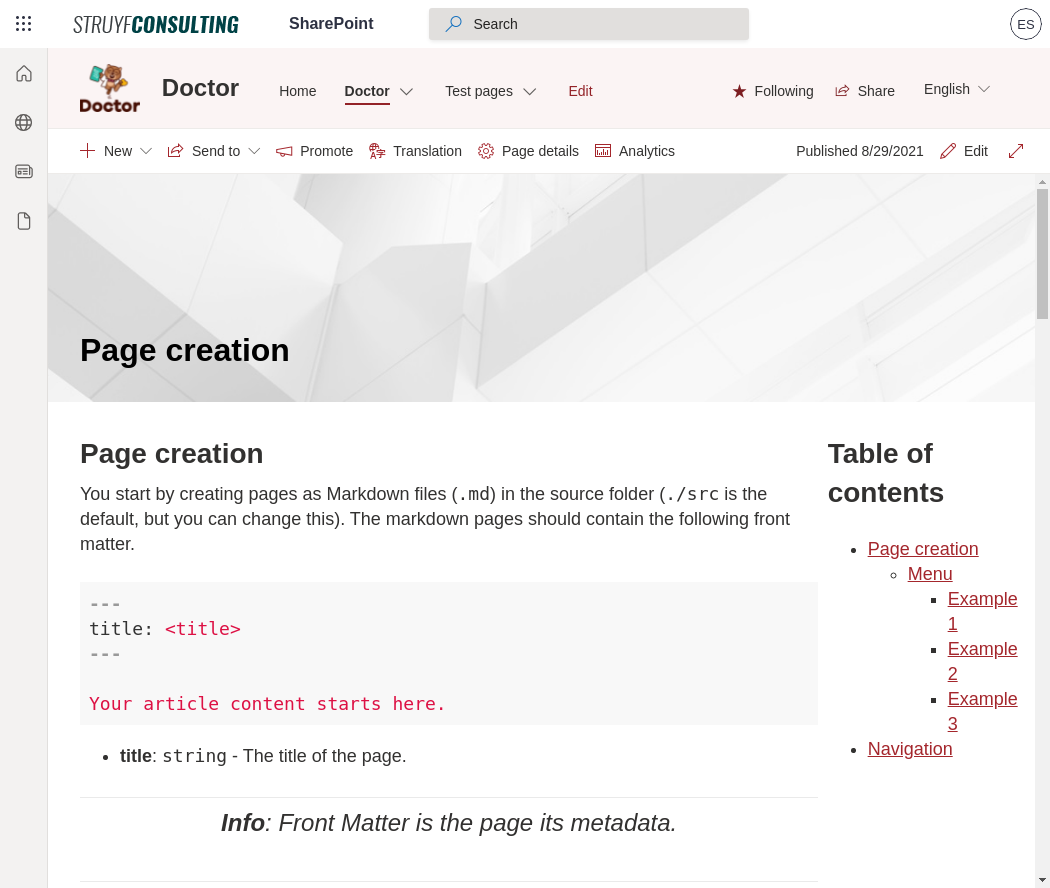 STRUYFCONSULTING SharePoint Search ES
Doctor Doctor Home Doctor Test pages Edit Following Share English
New Send to Promote Translation Page details Analytics Published 8/29/2021 Edit
Page creation
Page creation
You start by creating pages as Markdown files (.md) in the source folder (./src is the
default, but you can change this). The markdown pages should contain the following front
matter.
---
title: <title>
---
Your article content starts here.
• title: string - The title of the page.
Info: Front Matter is the page its metadata.
Table of
contents
• Page creation
◦ Menu
▪ Example
1
▪ Example
2
▪ Example
3
• Navigation